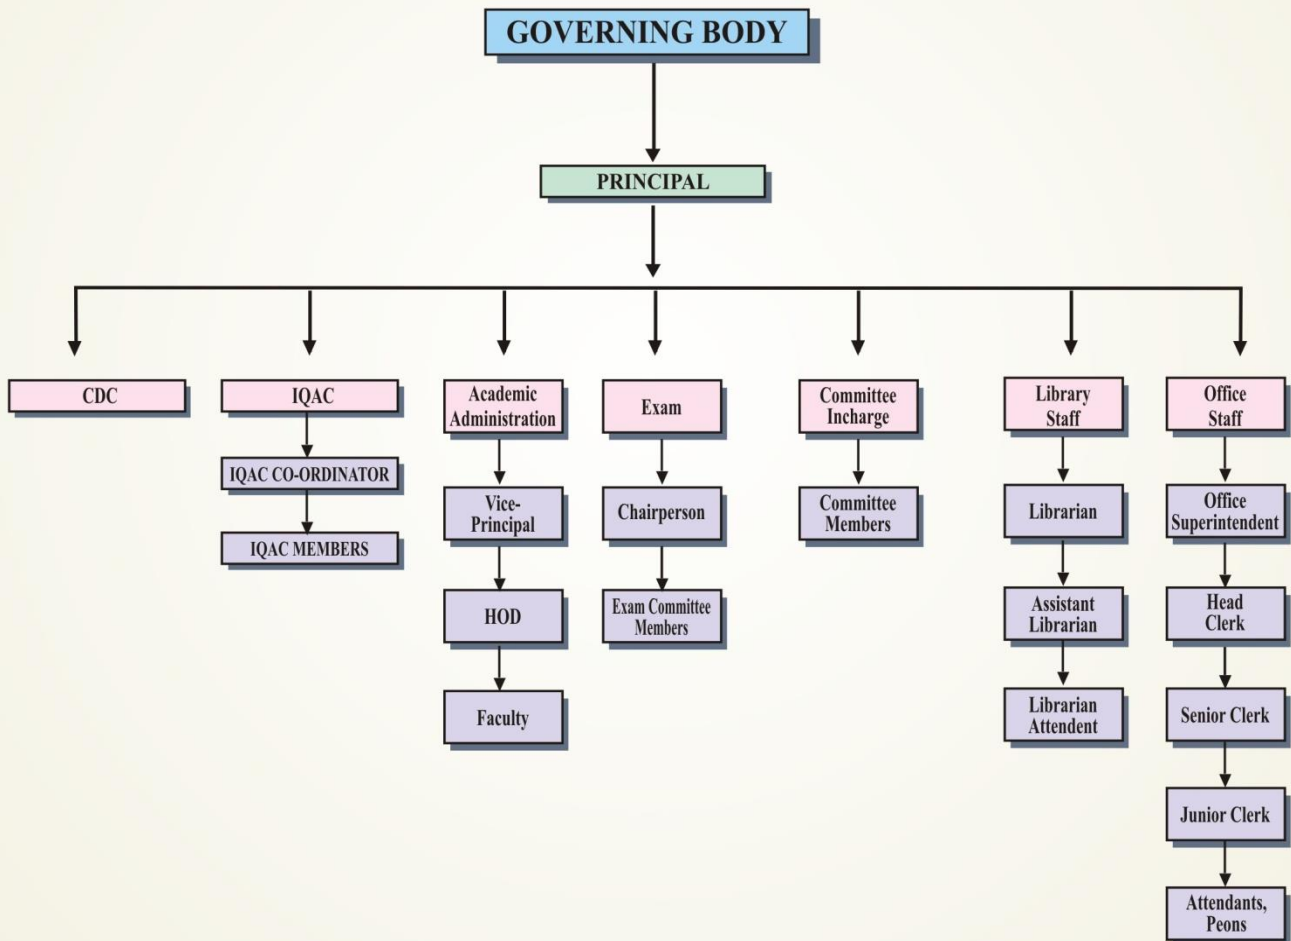 GOVERNING BODY
PRINCIPAL
CDC
IQAC
IQAC CO-ORDINATOR
IQAC MEMBERS
Academic
Administration
Vice-
Principal
HOD
Faculty
Exam
Chairperson
Exam Committee
Members
Committee
Incharge
Committee
Members
Library
Staff
Librarian
Assistant
Librarian
Librarian
Attendent
Office
Staff
Office
Superintendent
Head
Clerk
Senior Clerk
Junior Clerk
Attendants,
Peons